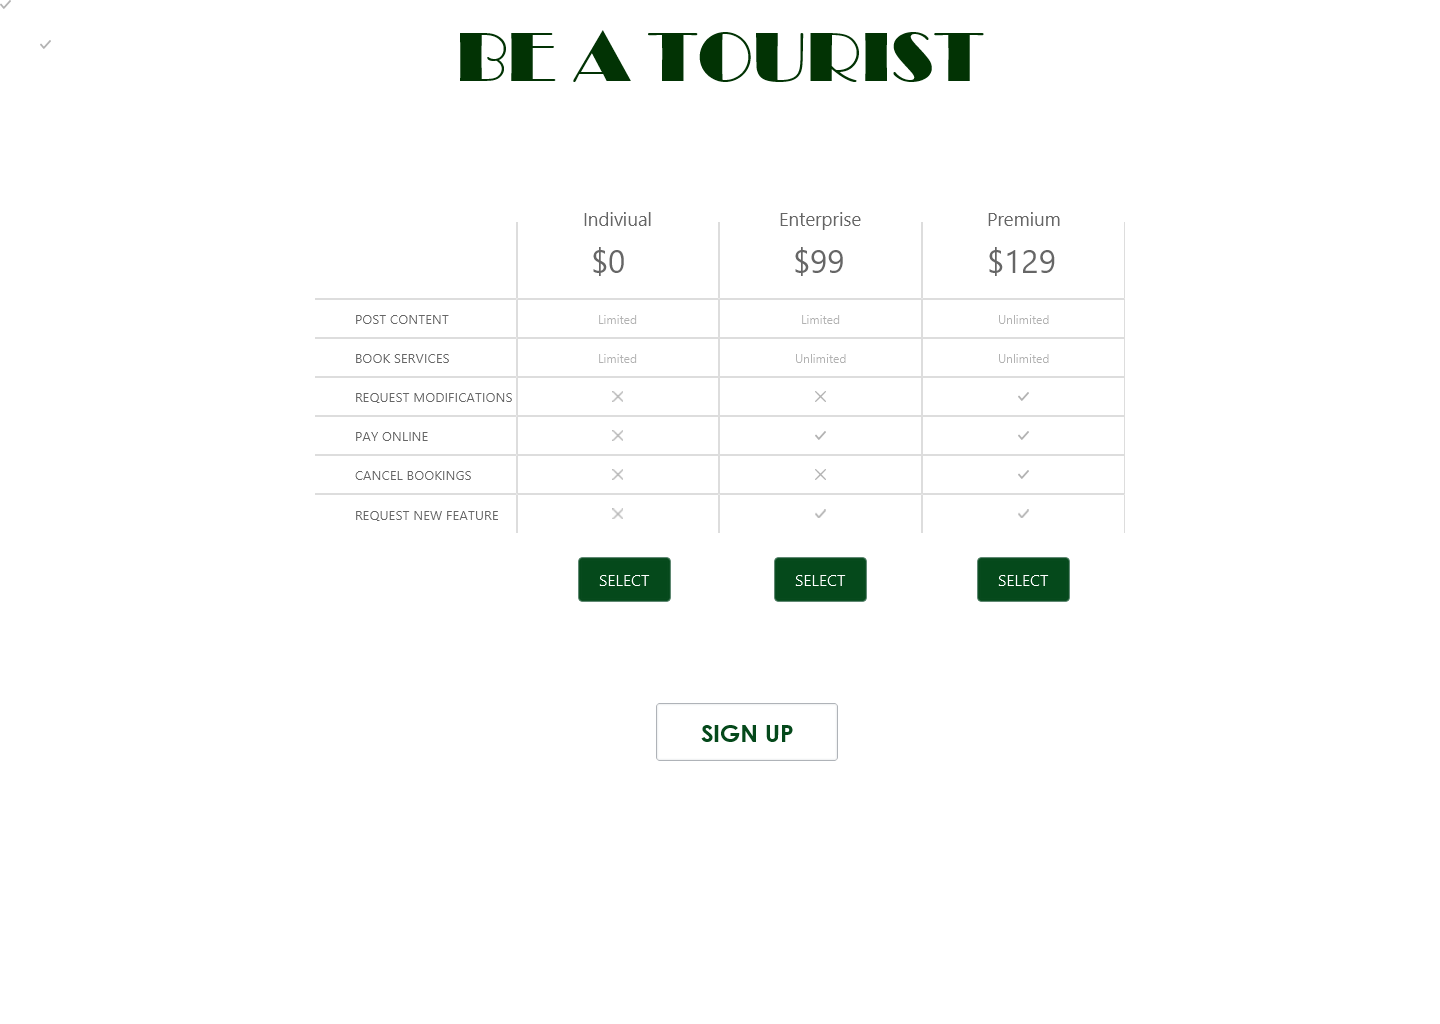 BE A TOURIST
Indiviual Enterprise Premium
$0 $99 $129
POST CONTENT Limited Limited Unlimited
BOOK SERVICES Limited Unlimited Unlimited
REQUEST MODIFICATIONS
PAY ONLINE
CANCEL BOOKINGS
REQUEST NEW FEATURE
SELECT SELECT SELECT
SIGN UP